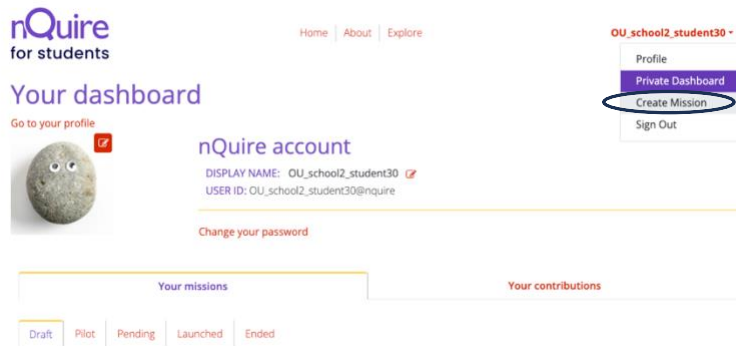 nQuire
for students
Home About Explore
OU_school2_student30
Profile
Private Dashboard
Create Mission
Sign Out
Your dashboard
Go to your profile
nQuire account
DISPLAY NAME: OU_school2_student30
USER ID: OU_school2_student30@nquire
Change your password
Your missions Your contributions
Draft Pilot Pending Launched Ended